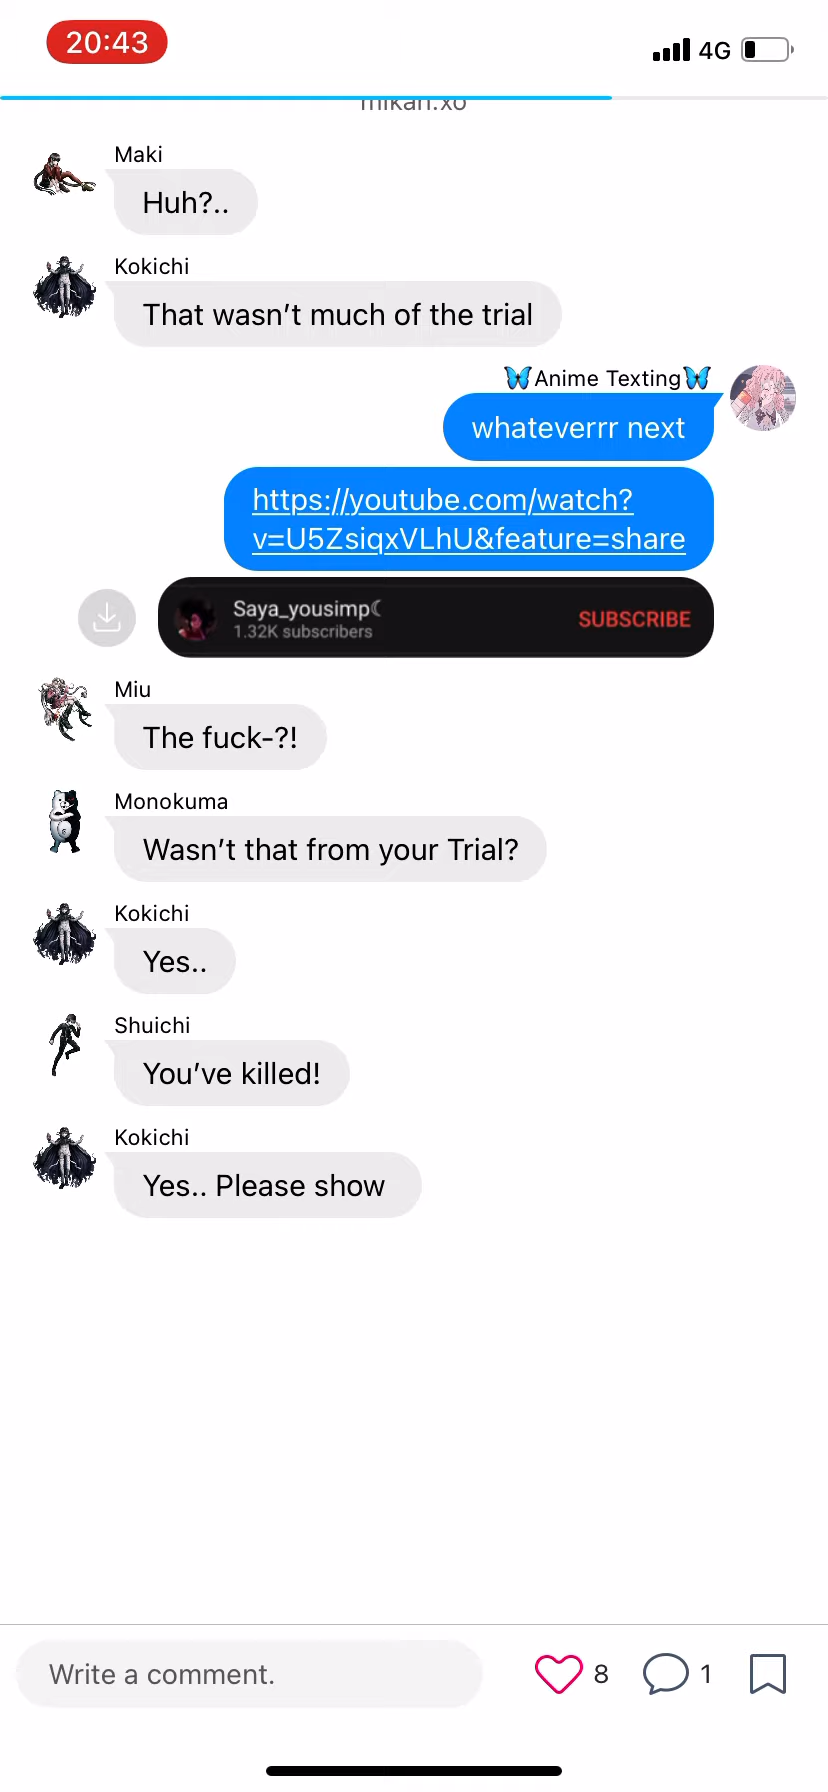 20:43
4G
mikan.xo
Maki
Huh?..
Kokichi
That wasn't much of the trial
🦋Anime Texting🦋
whateverrr next
https://youtube.com/watch?
v=U5ZsiqxVLhU&feature=share
Saya_yousimp☾
1.32K subscribers
SUBSCRIBE
Miu
The fuck-?!
Monokuma
Wasn't that from your Trial?
Kokichi
Yes..
Shuichi
You've killed!
Kokichi
Yes.. Please show
Write a comment.
8
1